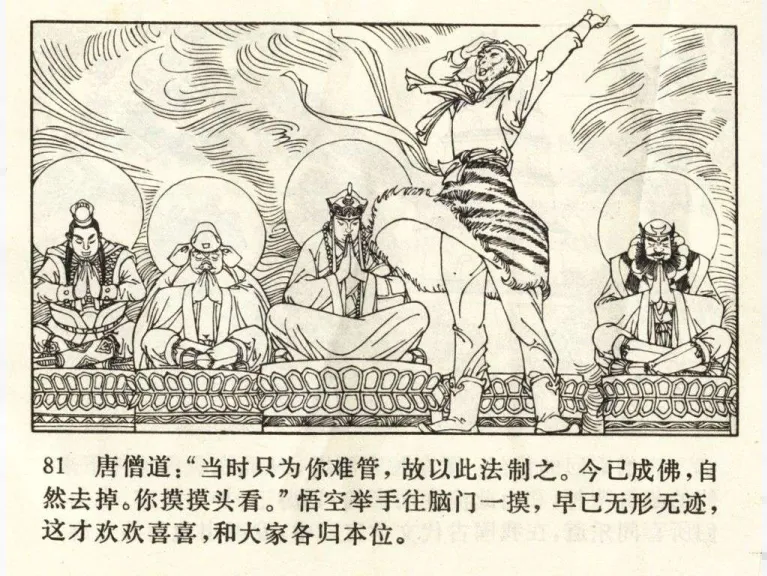 81 唐僧道：“当时只为你难管，故以此法制之。今已成佛，自
然去掉。你摸摸头看。”悟空举手往脑门一摸，早已无形无迹，
这才欢欢喜喜，和大家各归本位。